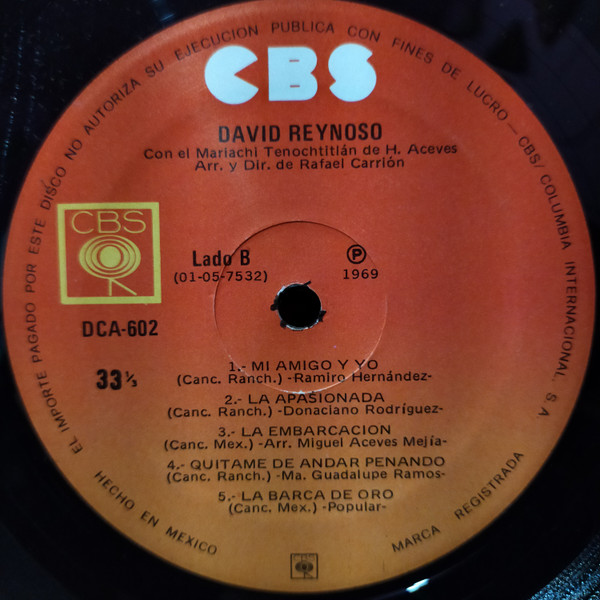 EL IMPORTE PAGADO POR ESTE DISCO NO AUTORIZA SU EJECUCION PUBLICA CON FINES DE LUCRO — CBS/COLUMBIA INTERNACIONAL, S.A
CBS
DAVID REYNOSO
Con el Mariachi Tenochtitlán de H. Aceves
Arr. y Dir. de Rafael Carrión
CBS
Lado B
(01-05-7532)
P
1969
DCA-602
33 1/3
1.- MI AMIGO Y YO
(Canc. Ranch.) -Ramiro Hernández-
2.- LA APASIONADA
(Canc. Ranch.) -Donaciano Rodríguez-
3.- LA EMBARCACION
(Canc. Mex.) -Arr. Miguel Aceves Mejía-
4.- QUITAME DE ANDAR PENANDO
(Canc. Ranch.) -Ma. Guadalupe Ramos-
5.- LA BARCA DE ORO
(Canc. Mex.) -Popular-
HECHO EN MEXICO
MARCA REGISTRADA